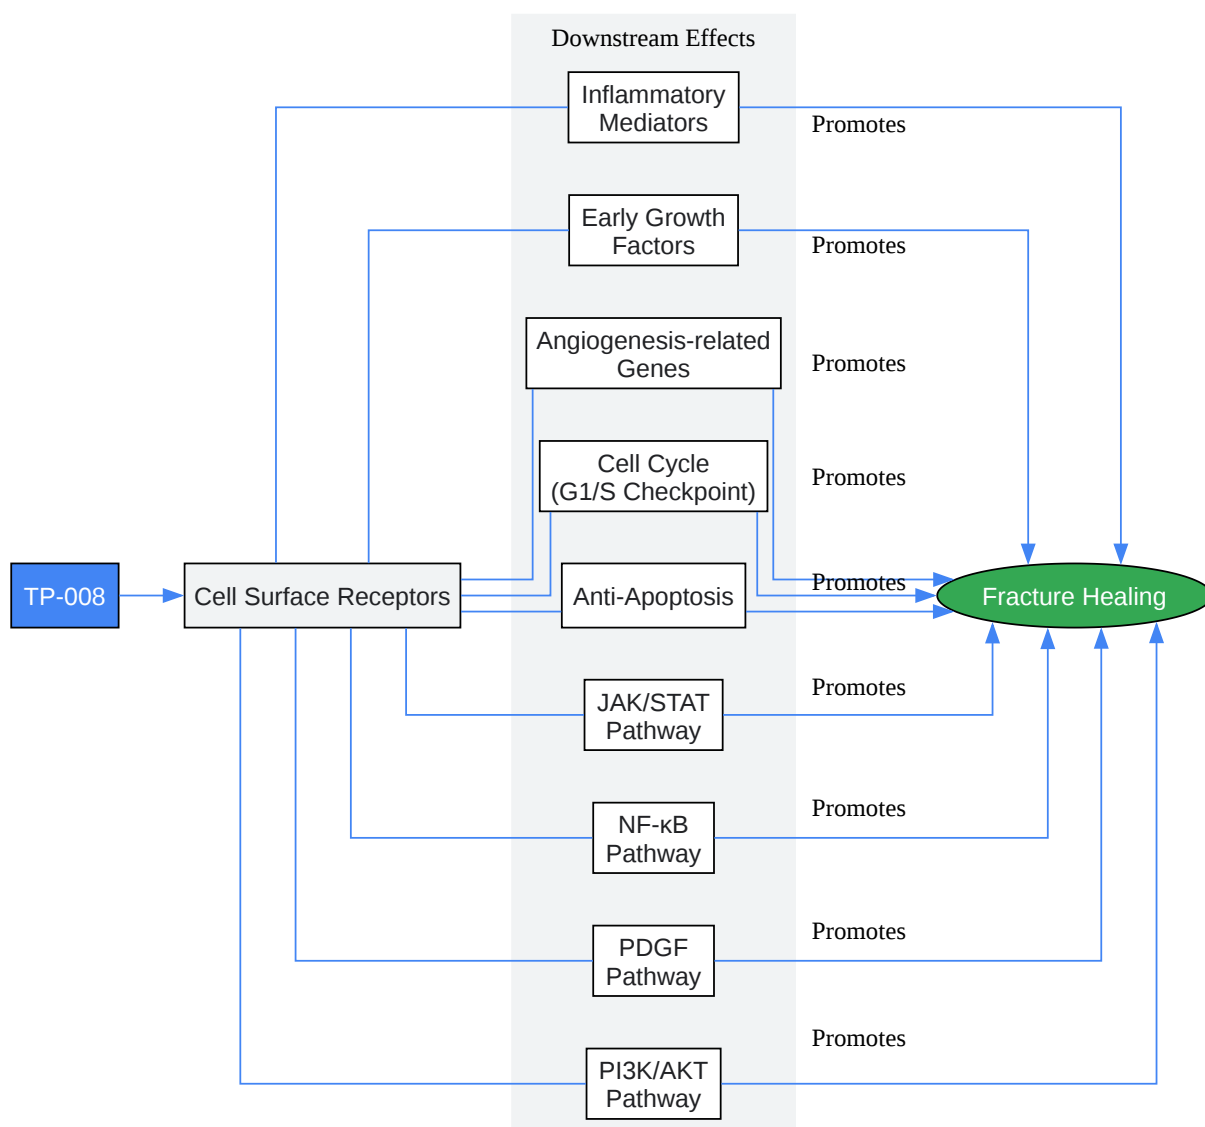 Downstream Effects
Inflammatory
Mediators
Promotes
Early Growth
Factors
Promotes
Angiogenesis-related
Genes
Promotes
Cell Cycle
(G1/S Checkpoint)
Promotes
TP-008
Cell Surface Receptors
Anti-Apoptosis
Promotes
Fracture Healing
JAK/STAT
Pathway
Promotes
NF-κB
Pathway
Promotes
PDGF
Pathway
Promotes
PI3K/AKT
Pathway
Promotes